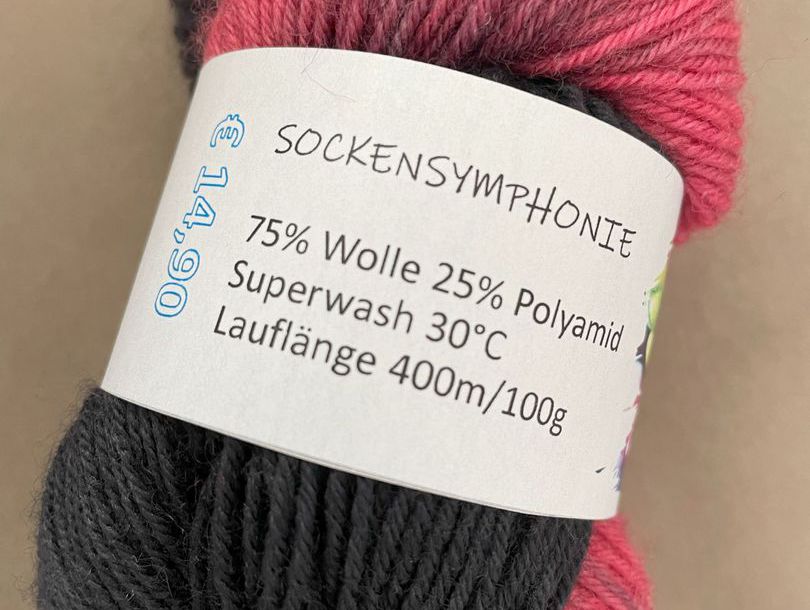 SOCKENSYMPHONIE
75% Wolle 25% Polyamid
Superwash 30°C
Lauflänge 400m/100g
€ 14,90